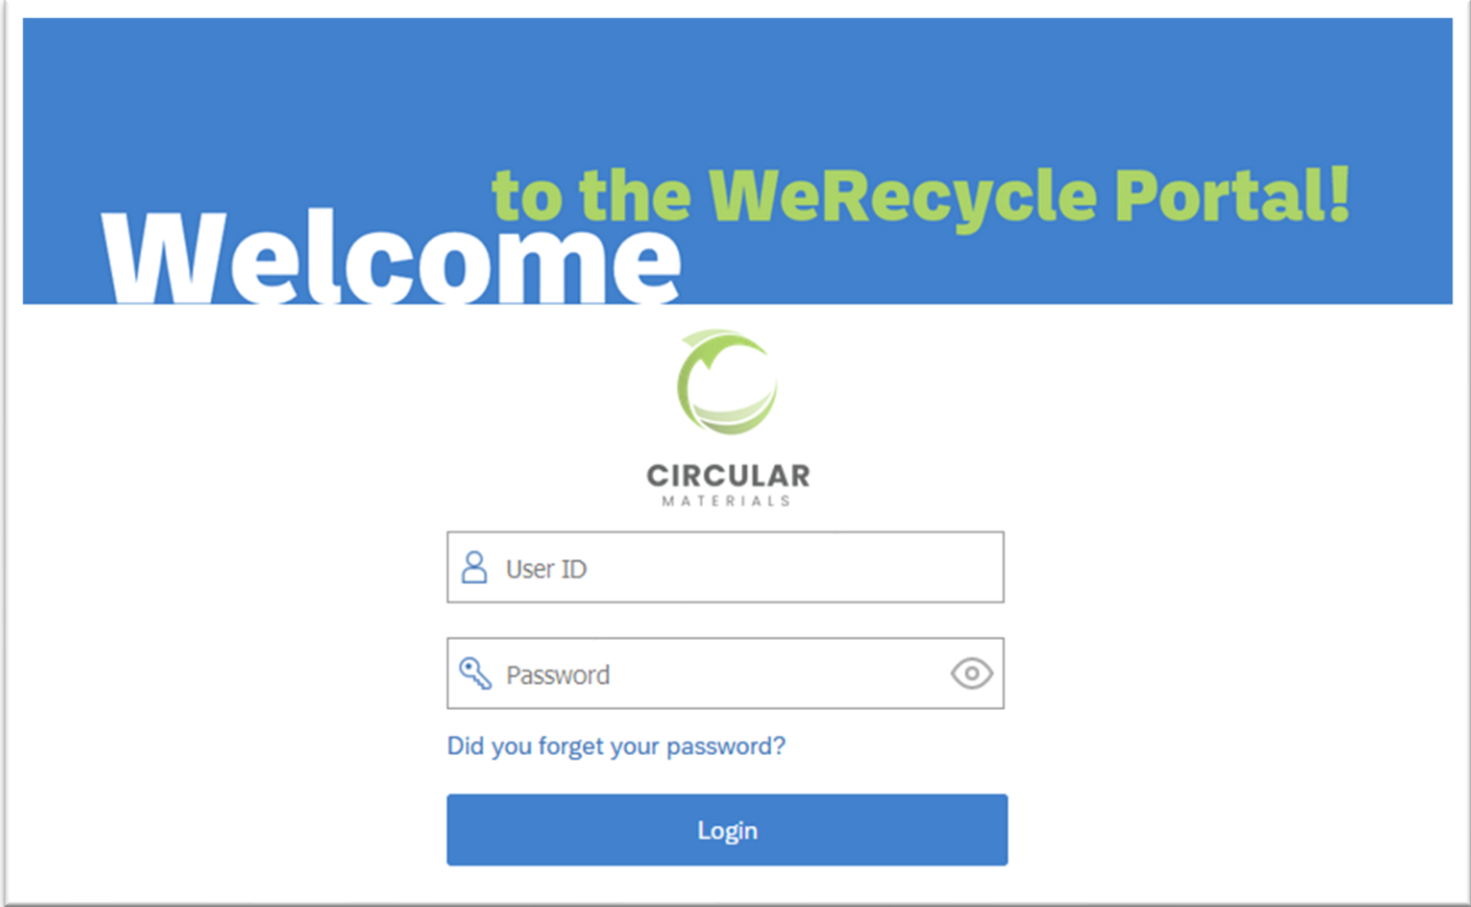 Welcome
to the WeRecycle Portal!
CIRCULAR
MATERIALS
User ID
Password
Did you forget your password?
Login